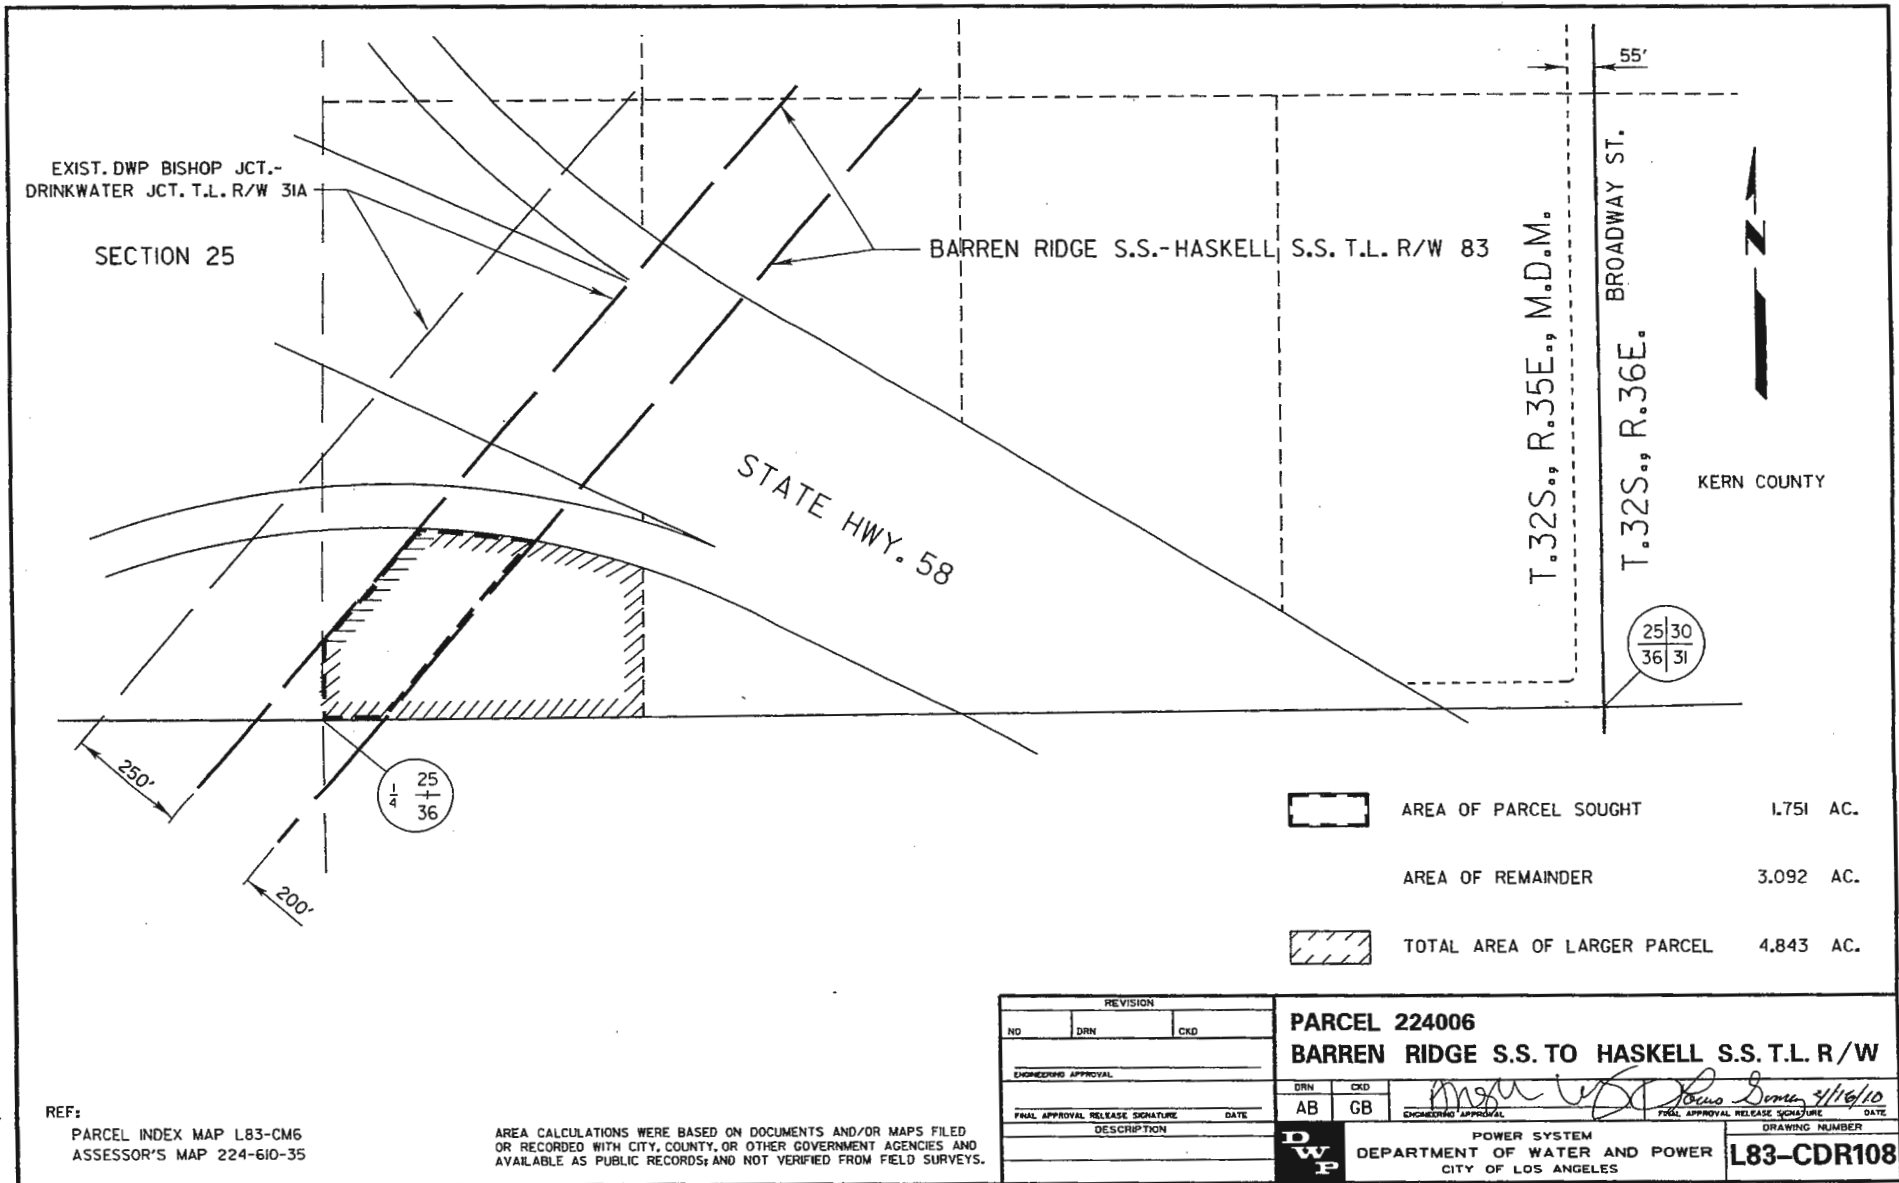 55'
EXIST. DWP BISHOP JCT.-
DRINKWATER JCT. T.L. R/W 31A
SECTION 25
BARREN RIDGE S.S.-HASKELL S.S. T.L. R/W 83
T.32S., R.35E., M.D.M.
BROADWAY ST.
T.32S., R.36E.
N
KERN COUNTY
STATE HWY. 58
25 30
36 31
250'
1/4 25
36
200'
AREA OF PARCEL SOUGHT 1.751 AC.
AREA OF REMAINDER 3.092 AC.
TOTAL AREA OF LARGER PARCEL 4.843 AC.
REVISION
NO DRN CKD
ENGINEERING APPROVAL
FINAL APPROVAL RELEASE SIGNATURE DATE
DESCRIPTION
PARCEL 224006
BARREN RIDGE S.S. TO HASKELL S.S. T.L. R/W
DRN CKD
AB GB
ENGINEERING APPROVAL
FINAL APPROVAL RELEASE SIGNATURE DATE
DWP
POWER SYSTEM
DEPARTMENT OF WATER AND POWER
CITY OF LOS ANGELES
DRAWING NUMBER
L83-CDR108
REF:
PARCEL INDEX MAP L83-CM6
ASSESSOR'S MAP 224-610-35
AREA CALCULATIONS WERE BASED ON DOCUMENTS AND/OR MAPS FILED
OR RECORDED WITH CITY, COUNTY, OR OTHER GOVERNMENT AGENCIES AND
AVAILABLE AS PUBLIC RECORDS; AND NOT VERIFIED FROM FIELD SURVEYS.